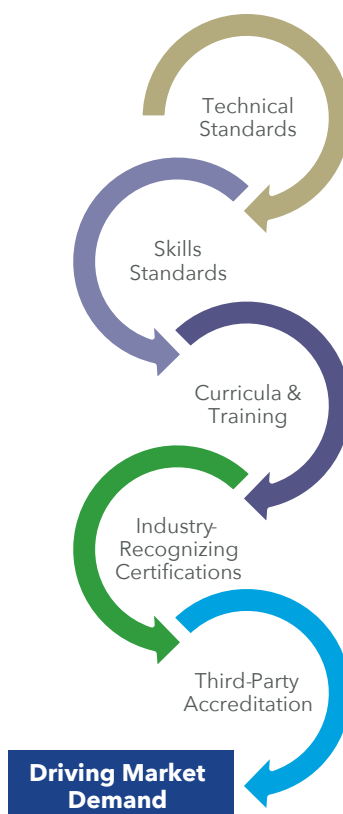 Technical
Standards
Skills
Standards
Curricula &
Training
Industry-
Recognizing
Certifications
Third-Party
Accreditation
Driving Market
Demand